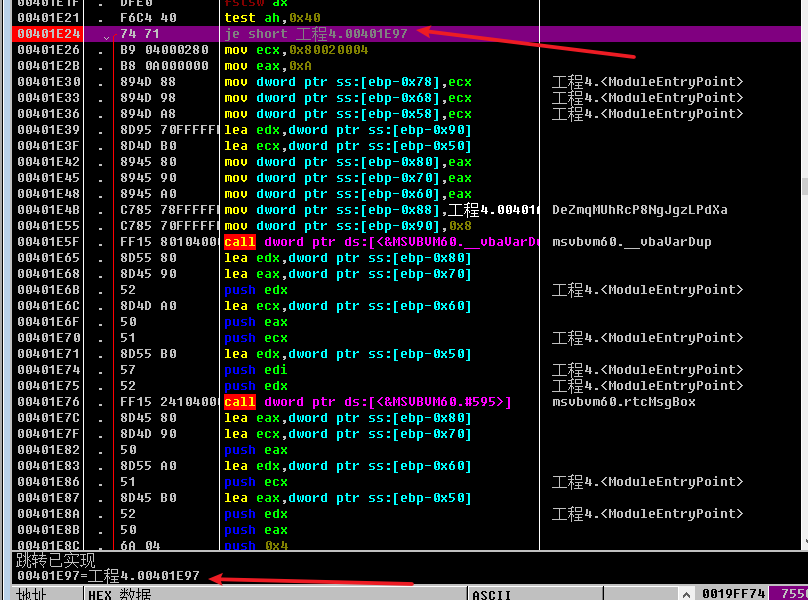 00401E1F . DFE0 fstsw ax
00401E21 . F6C4 40 test ah,0x40
00401E24 74 71 je short 工程4.00401E97
00401E26 . B9 04000280 mov ecx,0x80020004
00401E2B . B8 0A000000 mov eax,0xA
00401E30 . 894D 88 mov dword ptr ss:[ebp-0x78],ecx 工程4.<ModuleEntryPoint>
00401E33 . 894D 98 mov dword ptr ss:[ebp-0x68],ecx 工程4.<ModuleEntryPoint>
00401E36 . 894D A8 mov dword ptr ss:[ebp-0x58],ecx 工程4.<ModuleEntryPoint>
00401E39 . 8D95 70FFFFFF lea edx,dword ptr ss:[ebp-0x90]
00401E3F . 8D4D B0 lea ecx,dword ptr ss:[ebp-0x50]
00401E42 . 8945 80 mov dword ptr ss:[ebp-0x80],eax
00401E45 . 8945 90 mov dword ptr ss:[ebp-0x70],eax
00401E48 . 8945 A0 mov dword ptr ss:[ebp-0x60],eax
00401E4B . C785 78FFFFF mov dword ptr ss:[ebp-0x88],工程4.00401 DeZmqMUhRcP8NgJgzLPdXa
00401E55 . C785 70FFFFF mov dword ptr ss:[ebp-0x90],0x8
00401E5F . FF15 80104000 call dword ptr ds:[<&MSVBVM60.__vbaVarDu msvbvm60.__vbaVarDup
00401E65 . 8D55 80 lea edx,dword ptr ss:[ebp-0x80]
00401E68 . 8D45 90 lea eax,dword ptr ss:[ebp-0x70]
00401E6B . 52 push edx 工程4.<ModuleEntryPoint>
00401E6C . 8D4D A0 lea ecx,dword ptr ss:[ebp-0x60]
00401E6F . 50 push eax
00401E70 . 51 push ecx 工程4.<ModuleEntryPoint>
00401E71 . 8D55 B0 lea edx,dword ptr ss:[ebp-0x50]
00401E74 . 57 push edi 工程4.<ModuleEntryPoint>
00401E75 . 52 push edx 工程4.<ModuleEntryPoint>
00401E76 . FF15 24104000 call dword ptr ds:[<&MSVBVM60.#595>] msvbvm60.rtcMsgBox
00401E7C . 8D45 80 lea eax,dword ptr ss:[ebp-0x80]
00401E7F . 8D4D 90 lea ecx,dword ptr ss:[ebp-0x70]
00401E82 . 50 push eax
00401E83 . 8D55 A0 lea edx,dword ptr ss:[ebp-0x60]
00401E86 . 51 push ecx 工程4.<ModuleEntryPoint>
00401E87 . 8D45 B0 lea eax,dword ptr ss:[ebp-0x50]
00401E8A . 52 push edx 工程4.<ModuleEntryPoint>
00401E8B . 50 push eax
00401E8C . 6A 04 push 0x4
跳转已实现
00401E97=工程4.00401E97
地址 HEX 数据 ASCII 0019FF74 755